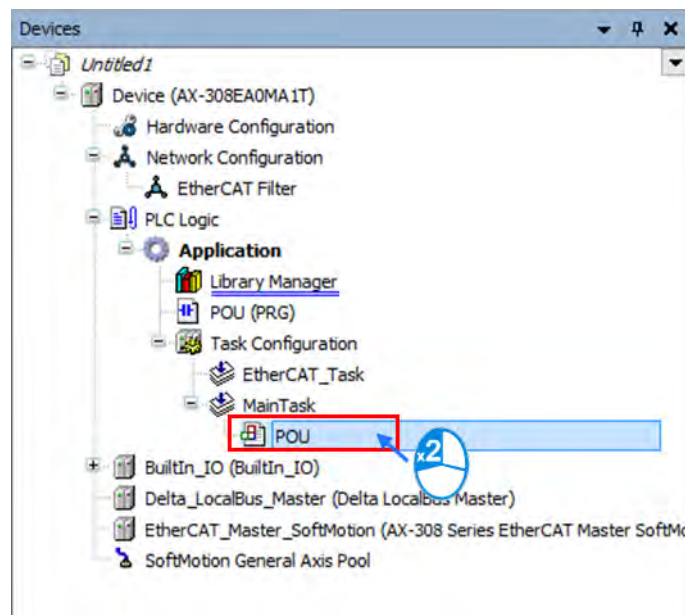 Devices
Untitled1
Device (AX-308EA0MA1T)
Hardware Configuration
Network Configuration
EtherCAT Filter
PLC Logic
Application
Library Manager
POU (PRG)
Task Configuration
EtherCAT_Task
MainTask
POU
x2
BuiltIn_IO (BuiltIn_IO)
Delta_LocalBus_Master (Delta LocalBus Master)
EtherCAT_Master_SoftMotion (AX-308 Series EtherCAT Master SoftMo
SoftMotion General Axis Pool